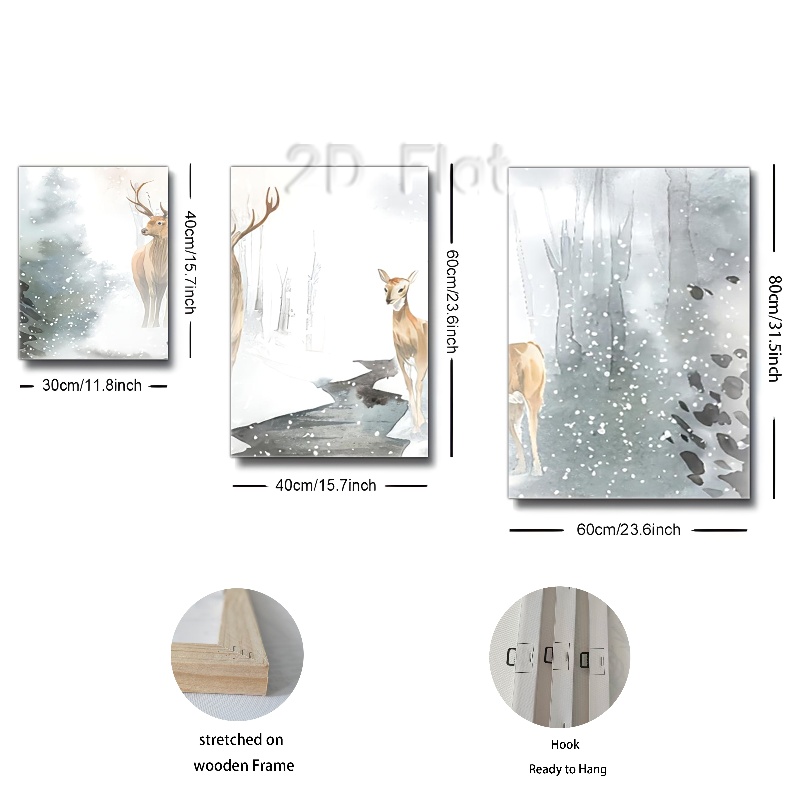 2D Flat
40cm/15.7inch
30cm/11.8inch
60cm/23.6inch
40cm/15.7inch
80cm/31.5inch
60cm/23.6inch
stretched on
wooden Frame
Hook
Ready to Hang